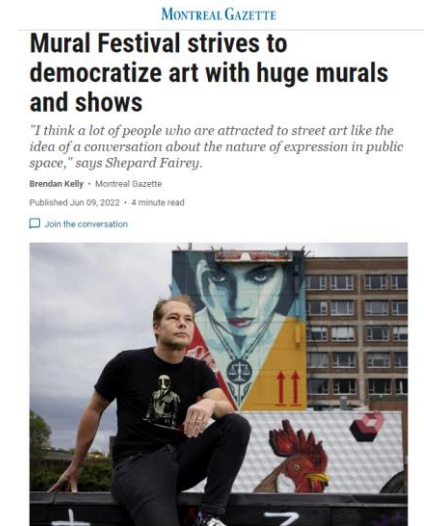 MONTREAL GAZETTE
Mural Festival strives to
democratize art with huge murals
and shows
"I think a lot of people who are attracted to street art like the
idea of a conversation about the nature of expression in public
space," says Shepard Fairey.
Brendan Kelly • Montreal Gazette
Published Jun 09, 2022 • 4 minute read
Join the conversation